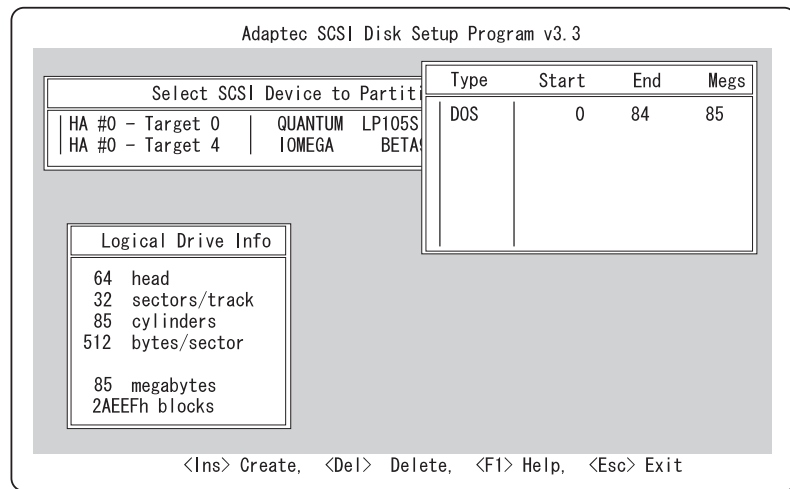 Adaptec SCSI Disk Setup Program v3.3
Select SCSI Device to Partiti
HA #0 - Target 0 QUANTUM LP105S
HA #0 - Target 4 IOMEGA BETA
Type Start End Megs
DOS 0 84 85
Logical Drive Info
64 head
32 sectors/track
85 cylinders
512 bytes/sector
85 megabytes
2AEEFh blocks
<Ins> Create, <Del> Delete, <F1> Help, <Esc> Exit